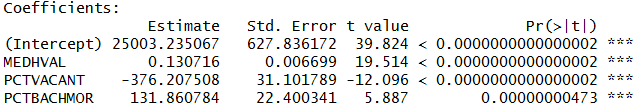 Coefficients:
Estimate Std. Error t value Pr(>|t|)
(Intercept) 25003.235067 627.836172 39.824 < 0.0000000000000002 ***
MEDHVAL 0.130716 0.006699 19.514 < 0.0000000000000002 ***
PCTVACANT -376.207508 31.101789 -12.096 < 0.0000000000000002 ***
PCTBACHMOR 131.860784 22.400341 5.887 0.00000000473 ***